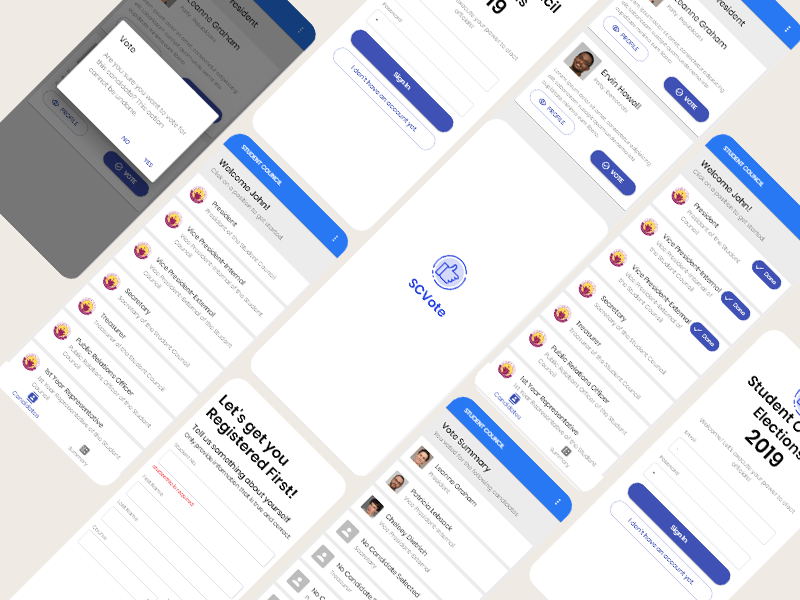 Vote
Are you sure you want to vote for
this candidate? This action
cannot be undone.
NO
YES
PROFILE
VOTE
President
Leanne Graham
STUDENT COUNCIL
Welcome John!
Click on a position to get started.
President
President of the Student Council
Vice President-Internal
Vice President-Internal of the Student
Council
Vice President-External
Vice President-External of the Student
Council
Secretary
Secretary of the Student Council
Treasurer
Treasurer of the Student Council
Public Relations Officer
Public Relations Officer of the Student
Council
1st Year Representative
1st Year Representative of the Student
Council
Candidates
Summary
2019
Password
Sign In
I don't have an account yet.
SCVote
Let's get you
Registered First!
Tell us something about yourself
Only provide information that is true and correct
Student No.
Student No is required.
First Name
Last Name
Course
President
Leanne Graham
PROFILE
VOTE
Ervin Howell
PROFILE
VOTE
STUDENT COUNCIL
Welcome John!
Click on a position to get started.
President
President of the Student
Council
Done
Vice President-Internal
Vice President-Internal of
the Student Council
Done
Vice President-External
Vice President-External of
the Student Council
Done
Secretary
Secretary of the Student Council
Treasurer
Treasurer of the Student Council
Public Relations Officer
Public Relations Officer of the Student
Council
1st Year Representative
1st Year Representative of the Student
Council
Candidates
Summary
STUDENT COUNCIL
Vote Summary
You voted for the following candidates
Leanne Graham
President
Patricia Lebsack
Vice President-Internal
Chelsey Dietrich
Vice President-External
No Candidate Selected
Secretary
No Candidate Selected
Treasurer
No Candidate Selected
Student
Elections
2019
Email
Password
Sign In
I don't have an account yet.